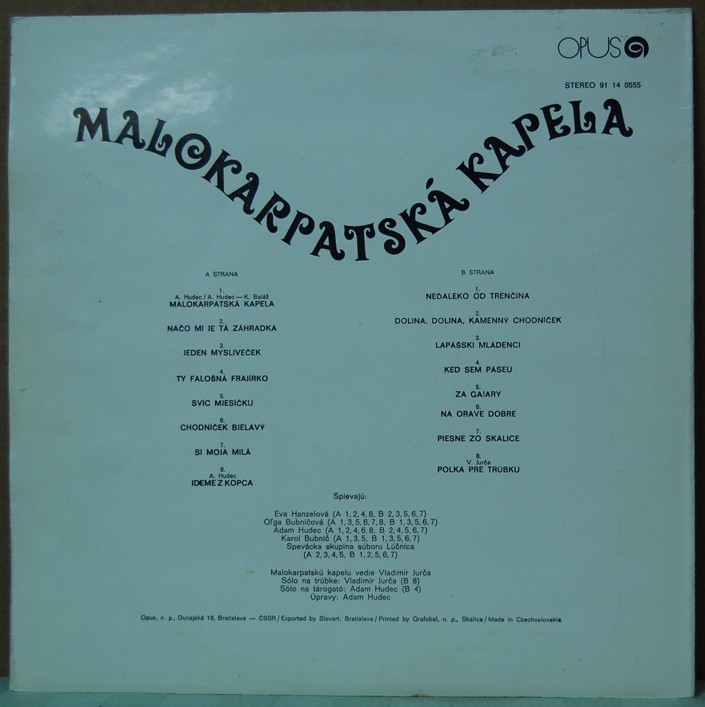 OPUS
STEREO 91 14 0555
MALOKARPATSKÁ KAPELA
A STRANA
1.
A. Hudec / A. Hudec — K. Baláž
MALOKARPATSKÁ KAPELA
2.
NAČO MI JE TÁ ZÁHRADKA
3.
JEDEN MYSLIVEČEK
4.
TY FALOŠNÁ FRAJIRKO
5.
SVIC MIESIČKU
6.
CHODNÍČEK BJELAVÝ
7.
SI MOJA MILÁ
8.
A. Hudec
IDEME Z KOPCA
B STRANA
1.
NEĎALEKO OD TRENČÍNA
2.
DOLINA, DOLINA, KAMENNÝ CHODNÍČEK
3.
LAPÁŠSKI MLÁDENCI
4.
KEĎ SEM PÁSEU
5.
ZA GAJARY
6.
NA ORAVE DOBRE
7.
PIESNE ZO SKALICE
8.
V. Jurča
POLKA PRE TRÚBKU
Spievajú:
Eva Hanzelová (A 1, 2, 4, 8, B 2, 3, 5, 6, 7)
Oľga Bubničová (A 1, 3, 5, 6, 7, 8, B 1, 3, 5, 6, 7)
Adam Hudec (A 1, 2, 4, 6, 8, B 2, 4, 5, 6, 7)
Karol Bubnič (A 1, 3, 5, B 1, 3, 5, 6, 7)
Spevácka skupina súboru Lúčnica
(A 2, 3, 4, 5, B 1, 2, 5, 6, 7)
Malokarpatskú kapelu vedie Vladimír Jurča
Sólo na trúbke: Vladimír Jurča (B 8)
Sólo na tárogató: Adam Hudec (B 4)
Úpravy: Adam Hudec
Opus, n. p., Dunajská 18, Bratislava — ČSSR / Exported by Slovart, Bratislava / Printed by Grafobal, n. p., Skalica / Made in Czechoslovakia